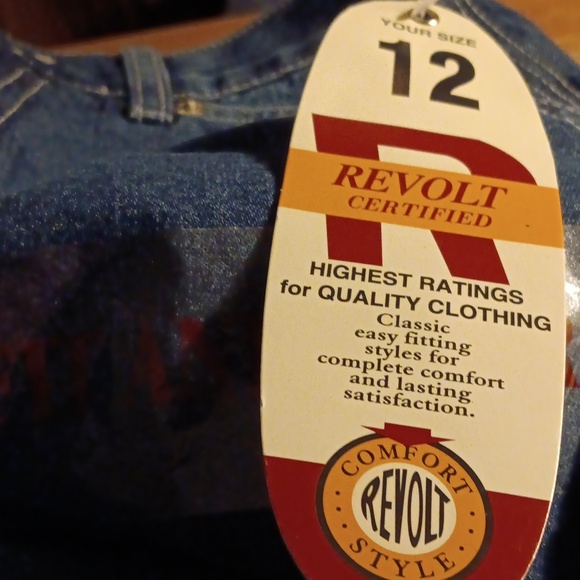 YOUR SIZE
12
R
REVOLT
CERTIFIED
HIGHEST RATINGS
for QUALITY CLOTHING
Classic
easy fitting
styles for
complete comfort
and lasting
satisfaction.
COMFORT
REVOLT
STYLE